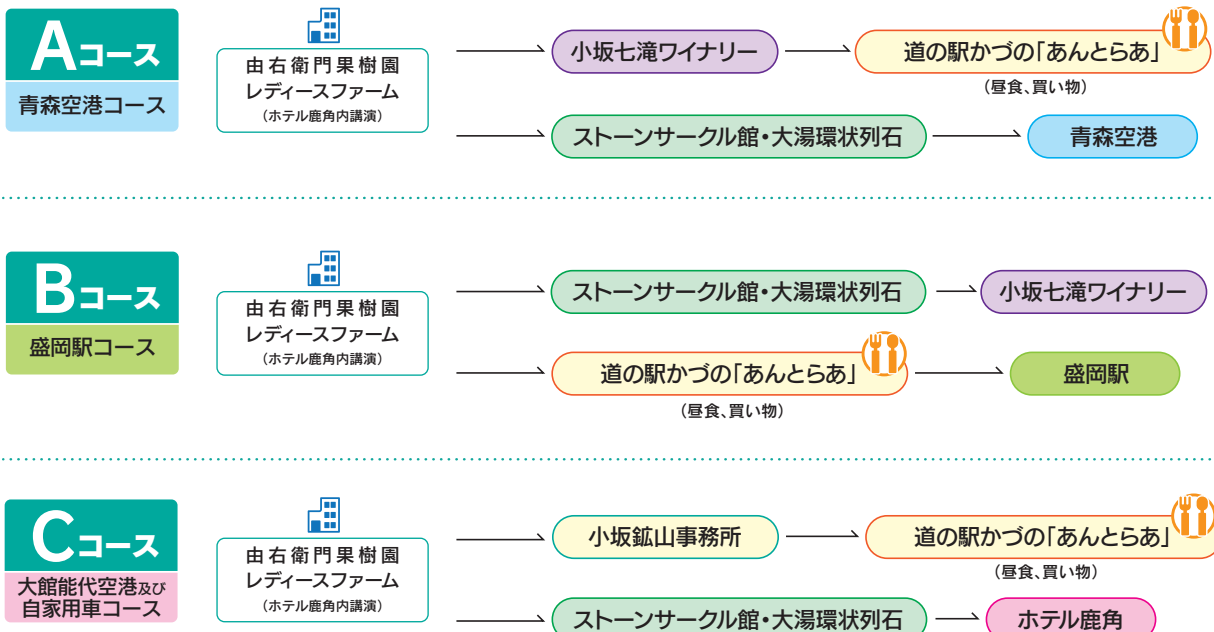 Aコース
青森空港コース
由右衛門果樹園
レディースファーム
(ホテル鹿角内講演)
小坂七滝ワイナリー
道の駅かづの「あんとらあ」
(昼食、買い物)
ストーンサークル館・大湯環状列石
青森空港
Bコース
盛岡駅コース
由右衛門果樹園
レディースファーム
(ホテル鹿角内講演)
ストーンサークル館・大湯環状列石
小坂七滝ワイナリー
道の駅かづの「あんとらあ」
(昼食、買い物)
盛岡駅
Cコース
大館能代空港及び
自家用車コース
由右衛門果樹園
レディースファーム
(ホテル鹿角内講演)
小坂鉱山事務所
道の駅かづの「あんとらあ」
(昼食、買い物)
ストーンサークル館・大湯環状列石
ホテル鹿角